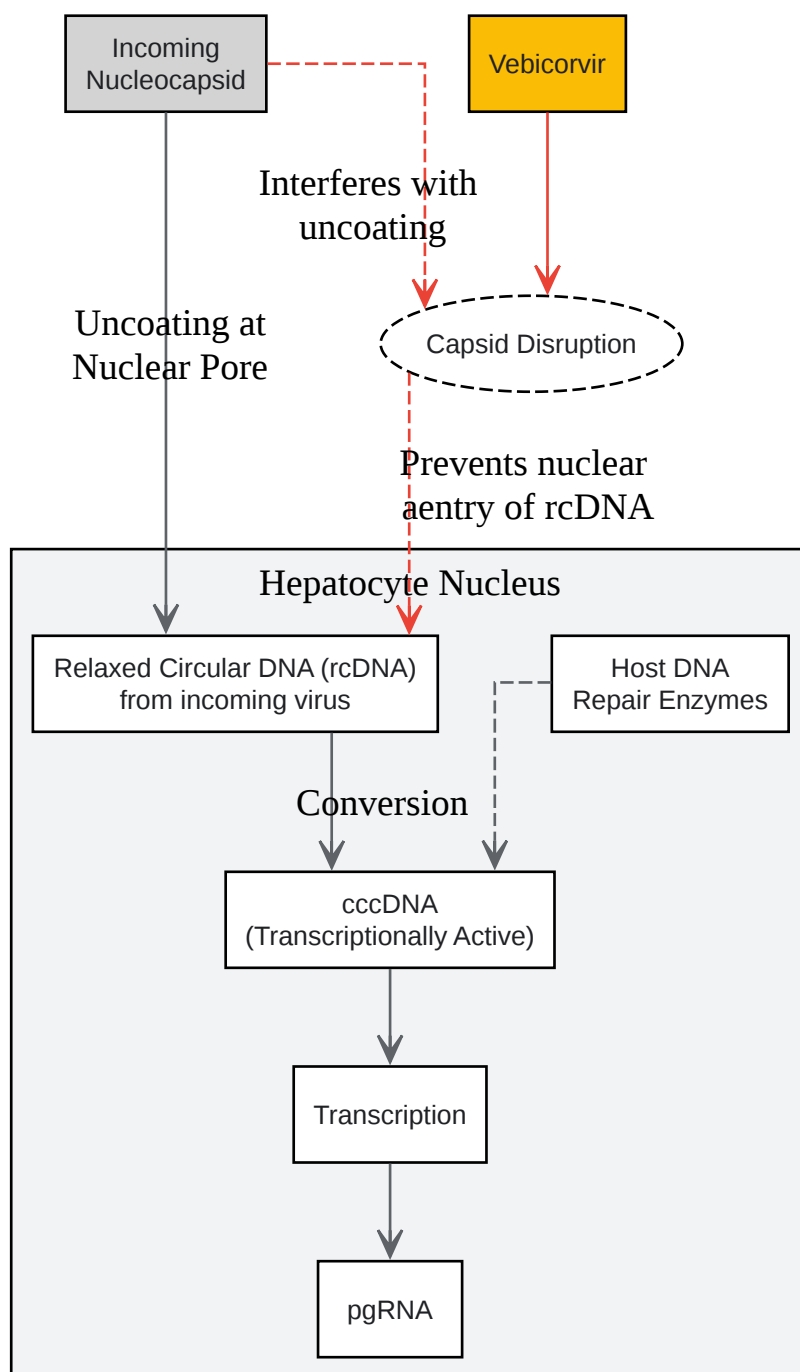 Incoming
Nucleocapsid
Vebicorvir
Interferes with
uncoating
Uncoating at
Nuclear Pore
Capsid Disruption
Prevents nuclear
aentry of rcDNA
Hepatocyte Nucleus
Relaxed Circular DNA (rcDNA)
from incoming virus
Host DNA
Repair Enzymes
Conversion
cccDNA
(Transcriptionally Active)
Transcription
pgRNA